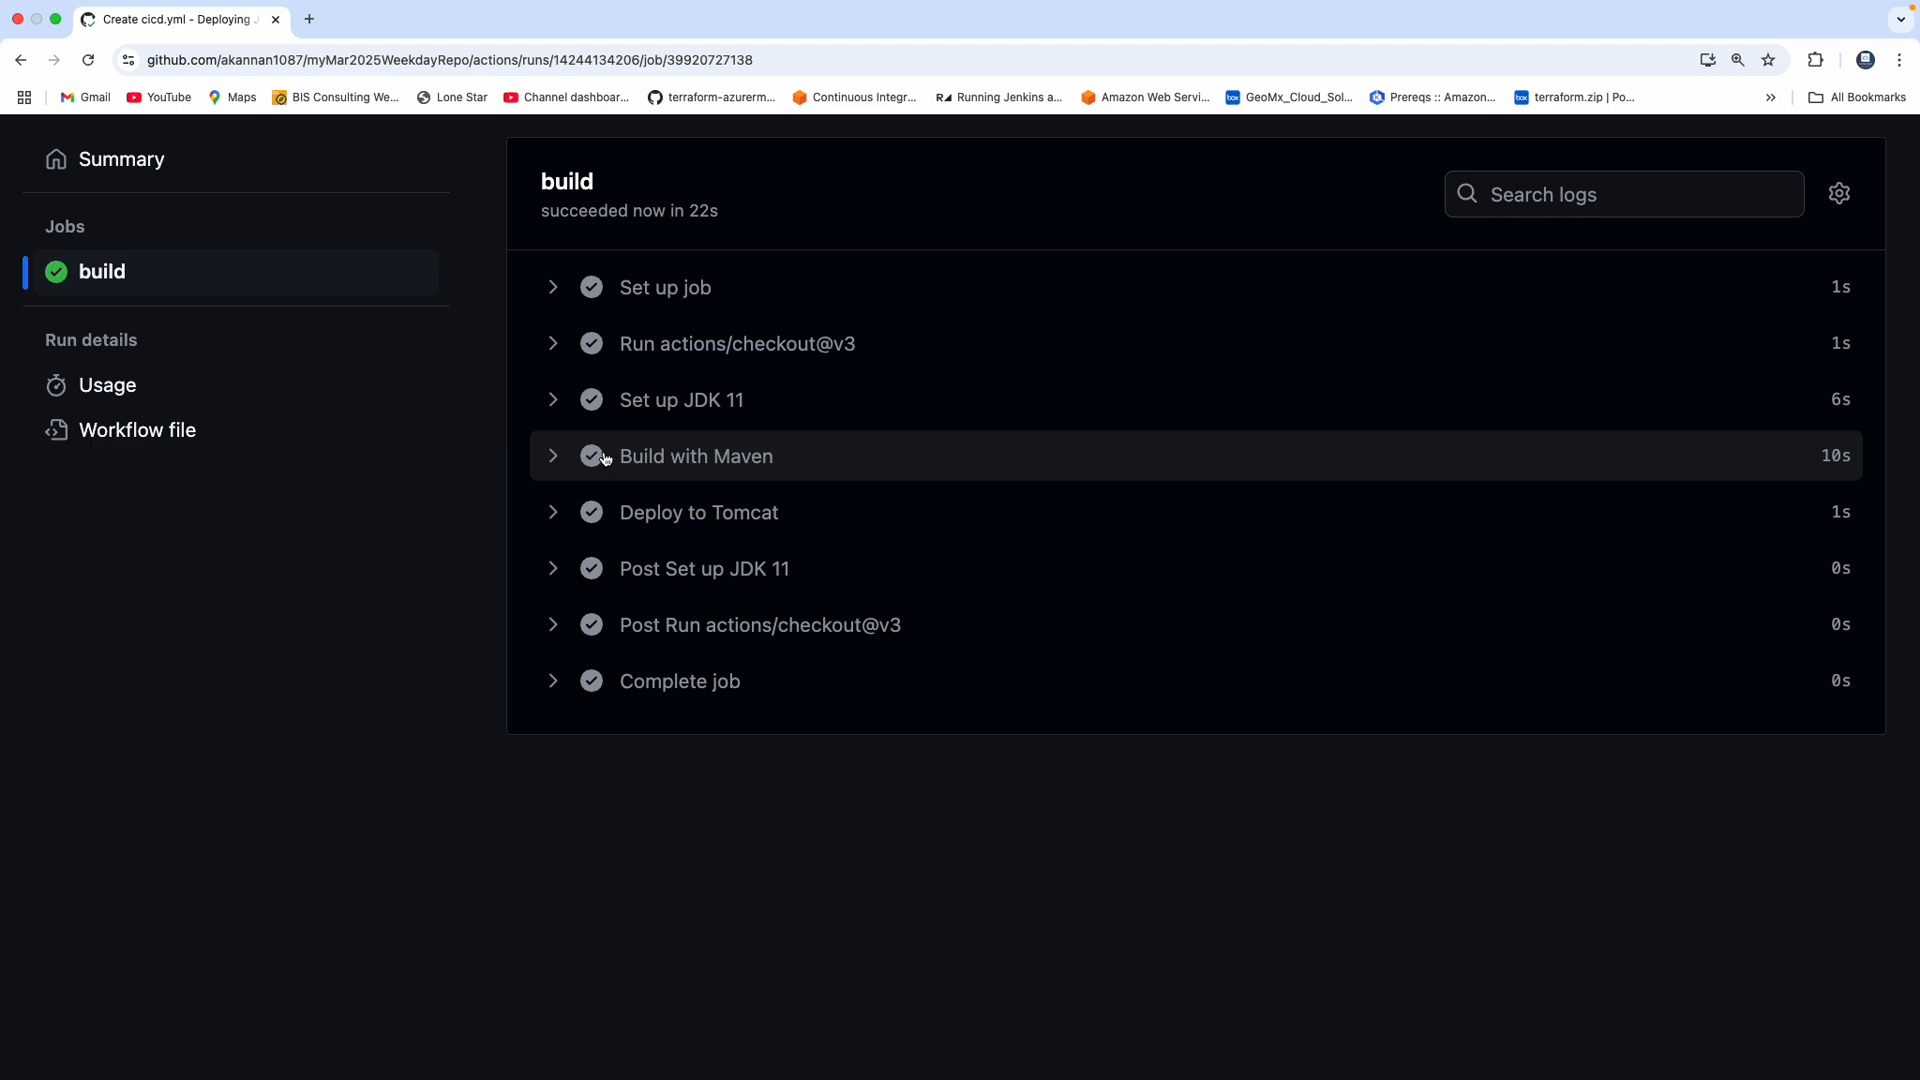 Create cicd.yml - Deploying J
github.com/akannan1087/myMar2025WeekdayRepo/actions/runs/14244134206/job/39920727138
Gmail
YouTube
Maps
BIS Consulting We...
Lone Star
Channel dashboar...
terraform-azurerm...
Continuous Integr...
Running Jenkins a...
Amazon Web Servi...
GeoMx_Cloud_Sol...
Prereqs :: Amazon...
terraform.zip | Po...
All Bookmarks
Summary
Jobs
build
Run details
Usage
Workflow file
build
succeeded now in 22s
Search logs
Set up job 1s
Run actions/checkout@v3 1s
Set up JDK 11 6s
Build with Maven 10s
Deploy to Tomcat 1s
Post Set up JDK 11 0s
Post Run actions/checkout@v3 0s
Complete job 0s